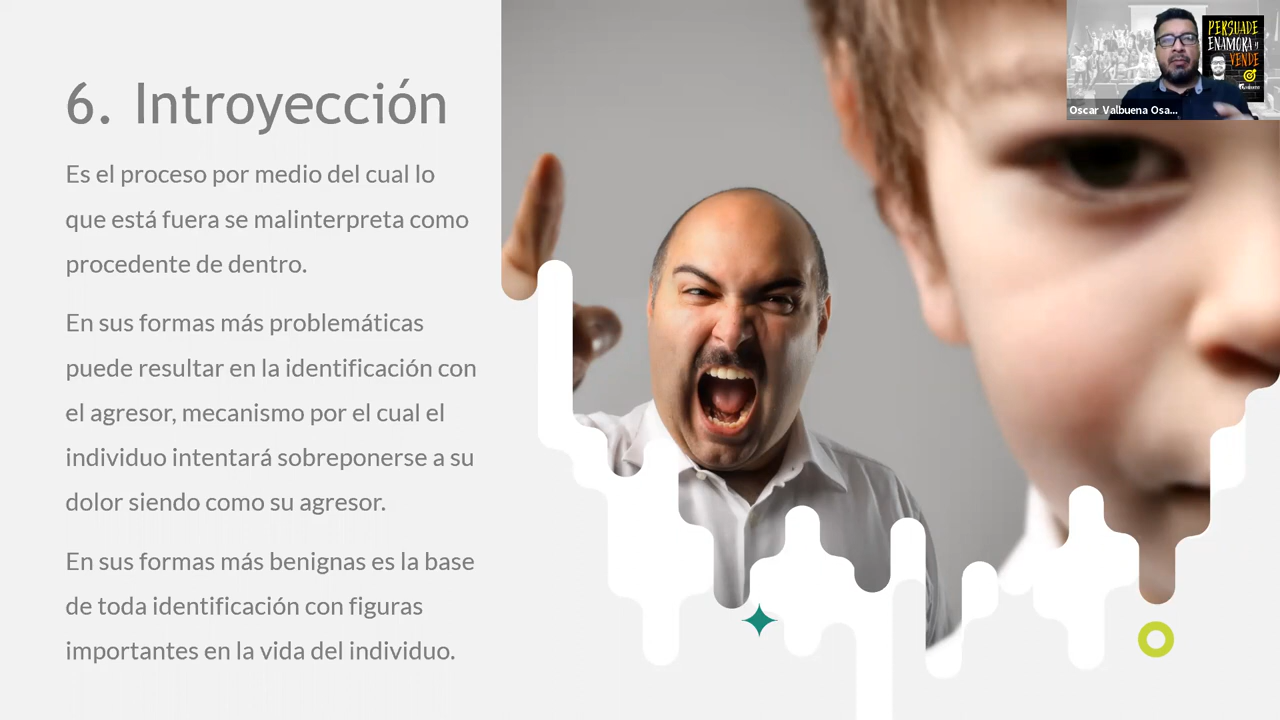 6. Introyección
Es el proceso por medio del cual lo
que está fuera se malinterpreta como
procedente de dentro.
En sus formas más problemáticas
puede resultar en la identificación con
el agresor, mecanismo por el cual el
individuo intentará sobreponerse a su
dolor siendo como su agresor.
En sus formas más benignas es la base
de toda identificación con figuras
importantes en la vida del individuo.
PERSUADE
ENAMORA y
VENDE
Oscar Valbuena Osa...